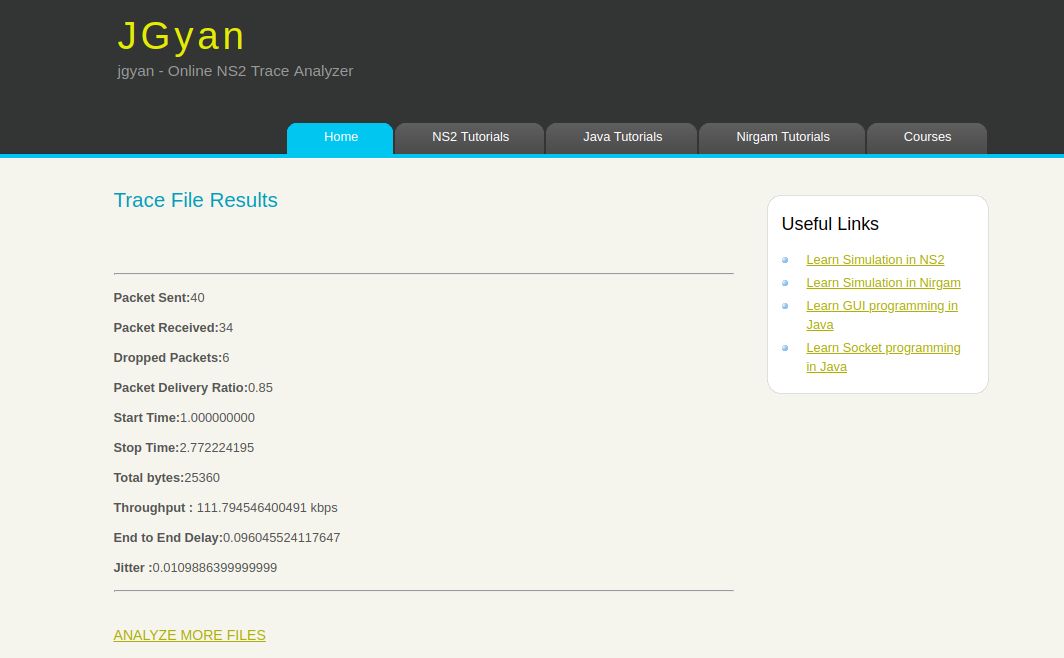 JGyan
jgyan - Online NS2 Trace Analyzer
Home NS2 Tutorials Java Tutorials Nirgam Tutorials Courses
Trace File Results
Packet Sent:40
Packet Received:34
Dropped Packets:6
Packet Delivery Ratio:0.85
Start Time:1.000000000
Stop Time:2.772224195
Total bytes:25360
Throughput : 111.794546400491 kbps
End to End Delay:0.096045524117647
Jitter :0.0109886399999999
ANALYZE MORE FILES
Useful Links
Learn Simulation in NS2
Learn Simulation in Nirgam
Learn GUI programming in
Java
Learn Socket programming
in Java